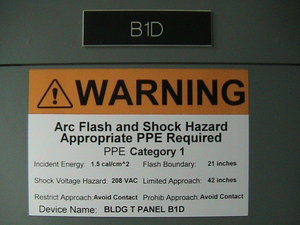 B1D
WARNING
Arc Flash and Shock Hazard
Appropriate PPE Required
PPE Category 1
Incident Energy: 1.5 cal/cm^2 Flash Boundary: 21 inches
Shock Voltage Hazard: 208 VAC Limited Approach: 42 inches
Restrict Approach: Avoid Contact Prohib Approach: Avoid Contact
Device Name: BLDG T PANEL B1D